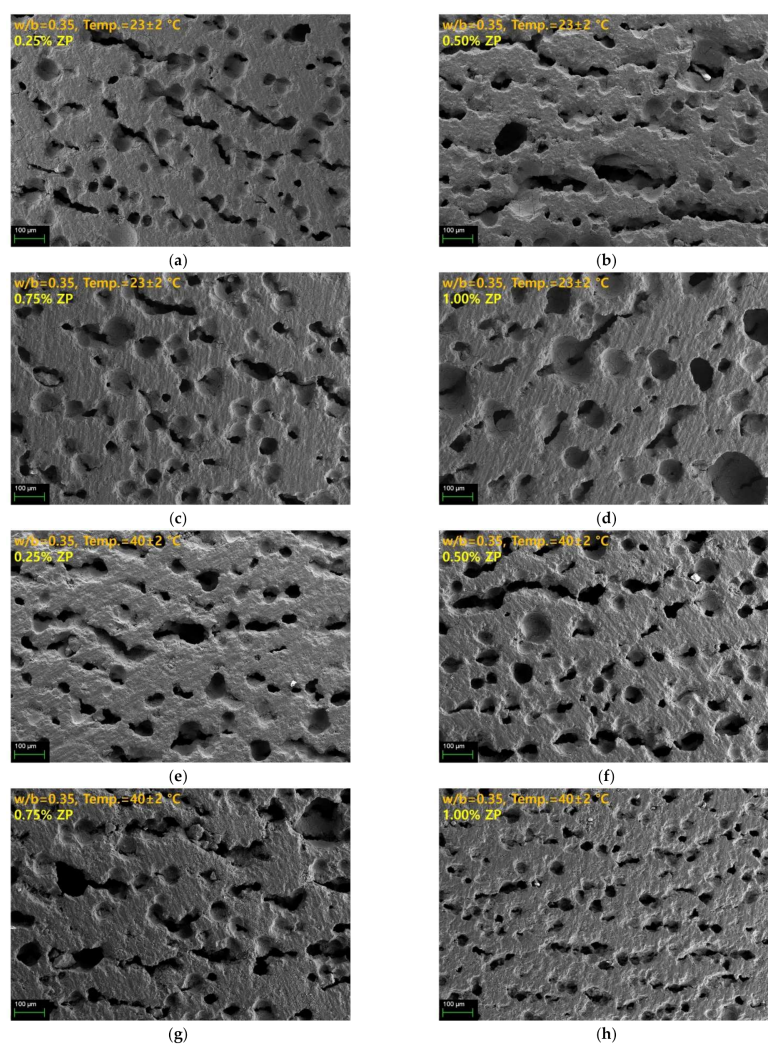 w/b=0.35, Temp.=23±2 °C
0.25% ZP
100 μm
(a)
w/b=0.35, Temp.=23±2 °C
0.50% ZP
100 μm
(b)
w/b=0.35, Temp.=23±2 °C
0.75% ZP
100 μm
(c)
w/b=0.35, Temp.=23±2 °C
1.00% ZP
100 μm
(d)
w/b=0.35, Temp.=40±2 °C
0.25% ZP
100 μm
(e)
w/b=0.35, Temp.=40±2 °C
0.50% ZP
100 μm
(f)
w/b=0.35, Temp.=40±2 °C
0.75% ZP
100 μm
(g)
w/b=0.35, Temp.=40±2 °C
1.00% ZP
100 μm
(h)